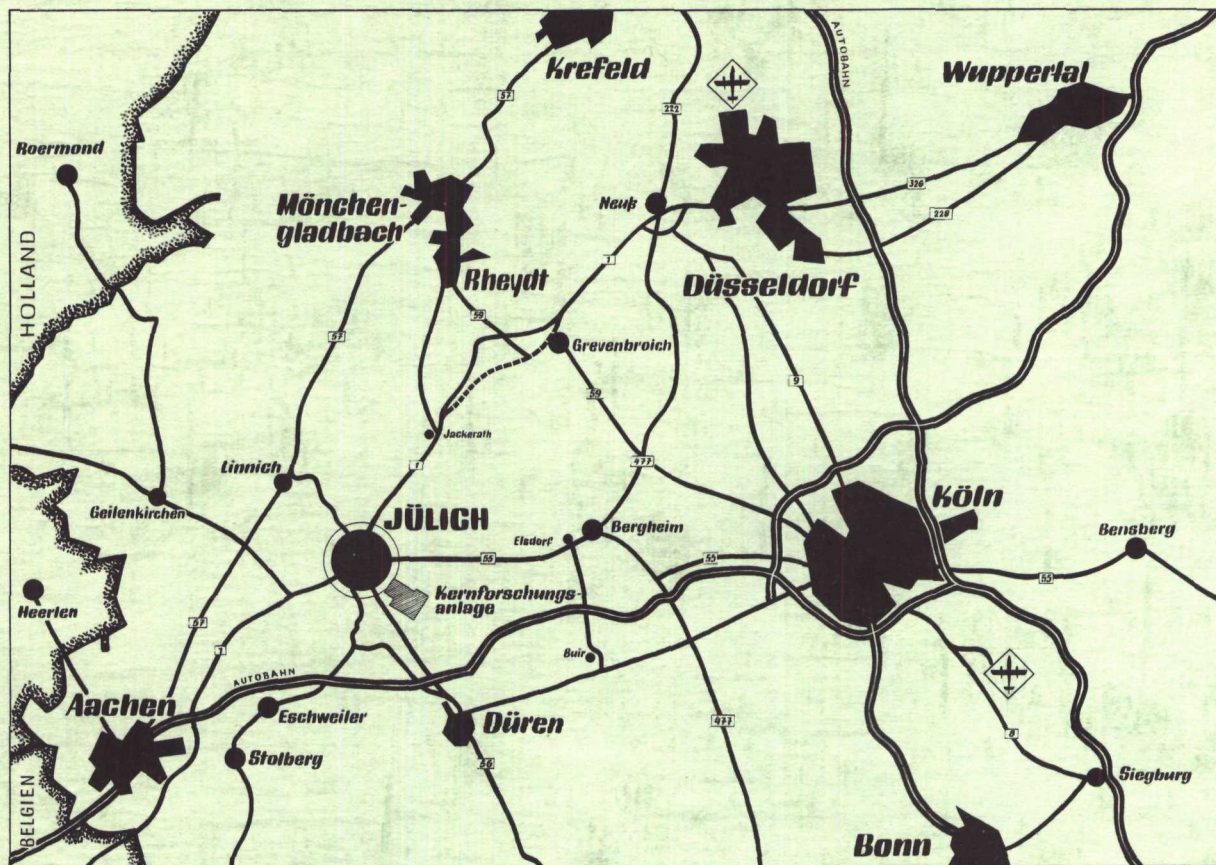 Krefeld
AUTOBAHN
Wuppertal
57
222
Roermond
Mönchen-
gladbach
Neuß
326
228
HOLLAND
1
Rheydt
Düsseldorf
59
57
Grevenbroich
9
59
Jackerath
1
477
Linnich
Geilenkirchen
JÜLICH
Köln
Bergheim
Elsdorf
Bensberg
55
55
55
Kernforschungs-
anlage
Heerlen
57
1
Buir
AUTOBAHN
Aachen
Eschweiler
Düren
477
8
Stolberg
56
Siegburg
BELGIEN
Bonn